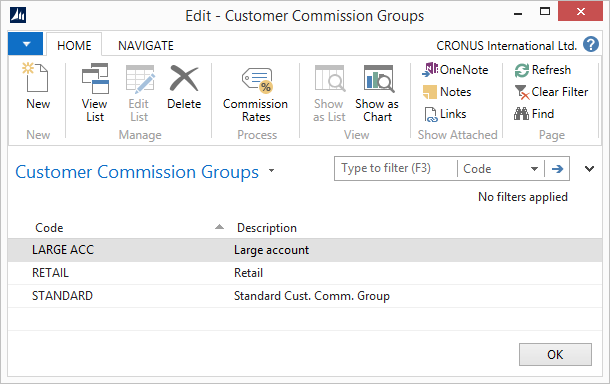 Edit - Customer Commission Groups
HOME NAVIGATE CRONUS International Ltd. ?
New
View List
Edit List
Delete
Commission Rates
Show as List
Show as Chart
OneNote
Notes
Links
Refresh
Clear Filter
Find
New Manage Process View Show Attached Page
Customer Commission Groups
Type to filter (F3) Code
No filters applied
Code Description
LARGE ACC Large account
RETAIL Retail
STANDARD Standard Cust. Comm. Group
OK